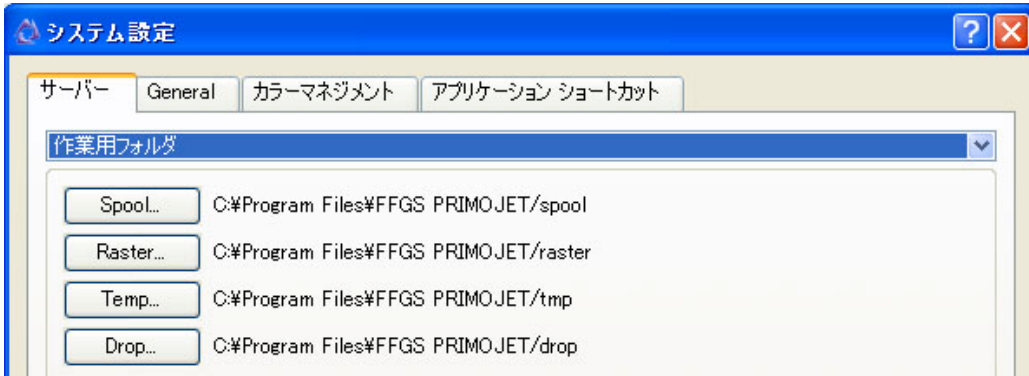 システム設定
サーバー General カラーマネジメント アプリケーション ショートカット
作業用フォルダ
Spool... C:¥Program Files¥FFGS PRIMOJET/spool
Raster... C:¥Program Files¥FFGS PRIMOJET/raster
Temp... C:¥Program Files¥FFGS PRIMOJET/tmp
Drop... C:¥Program Files¥FFGS PRIMOJET/drop